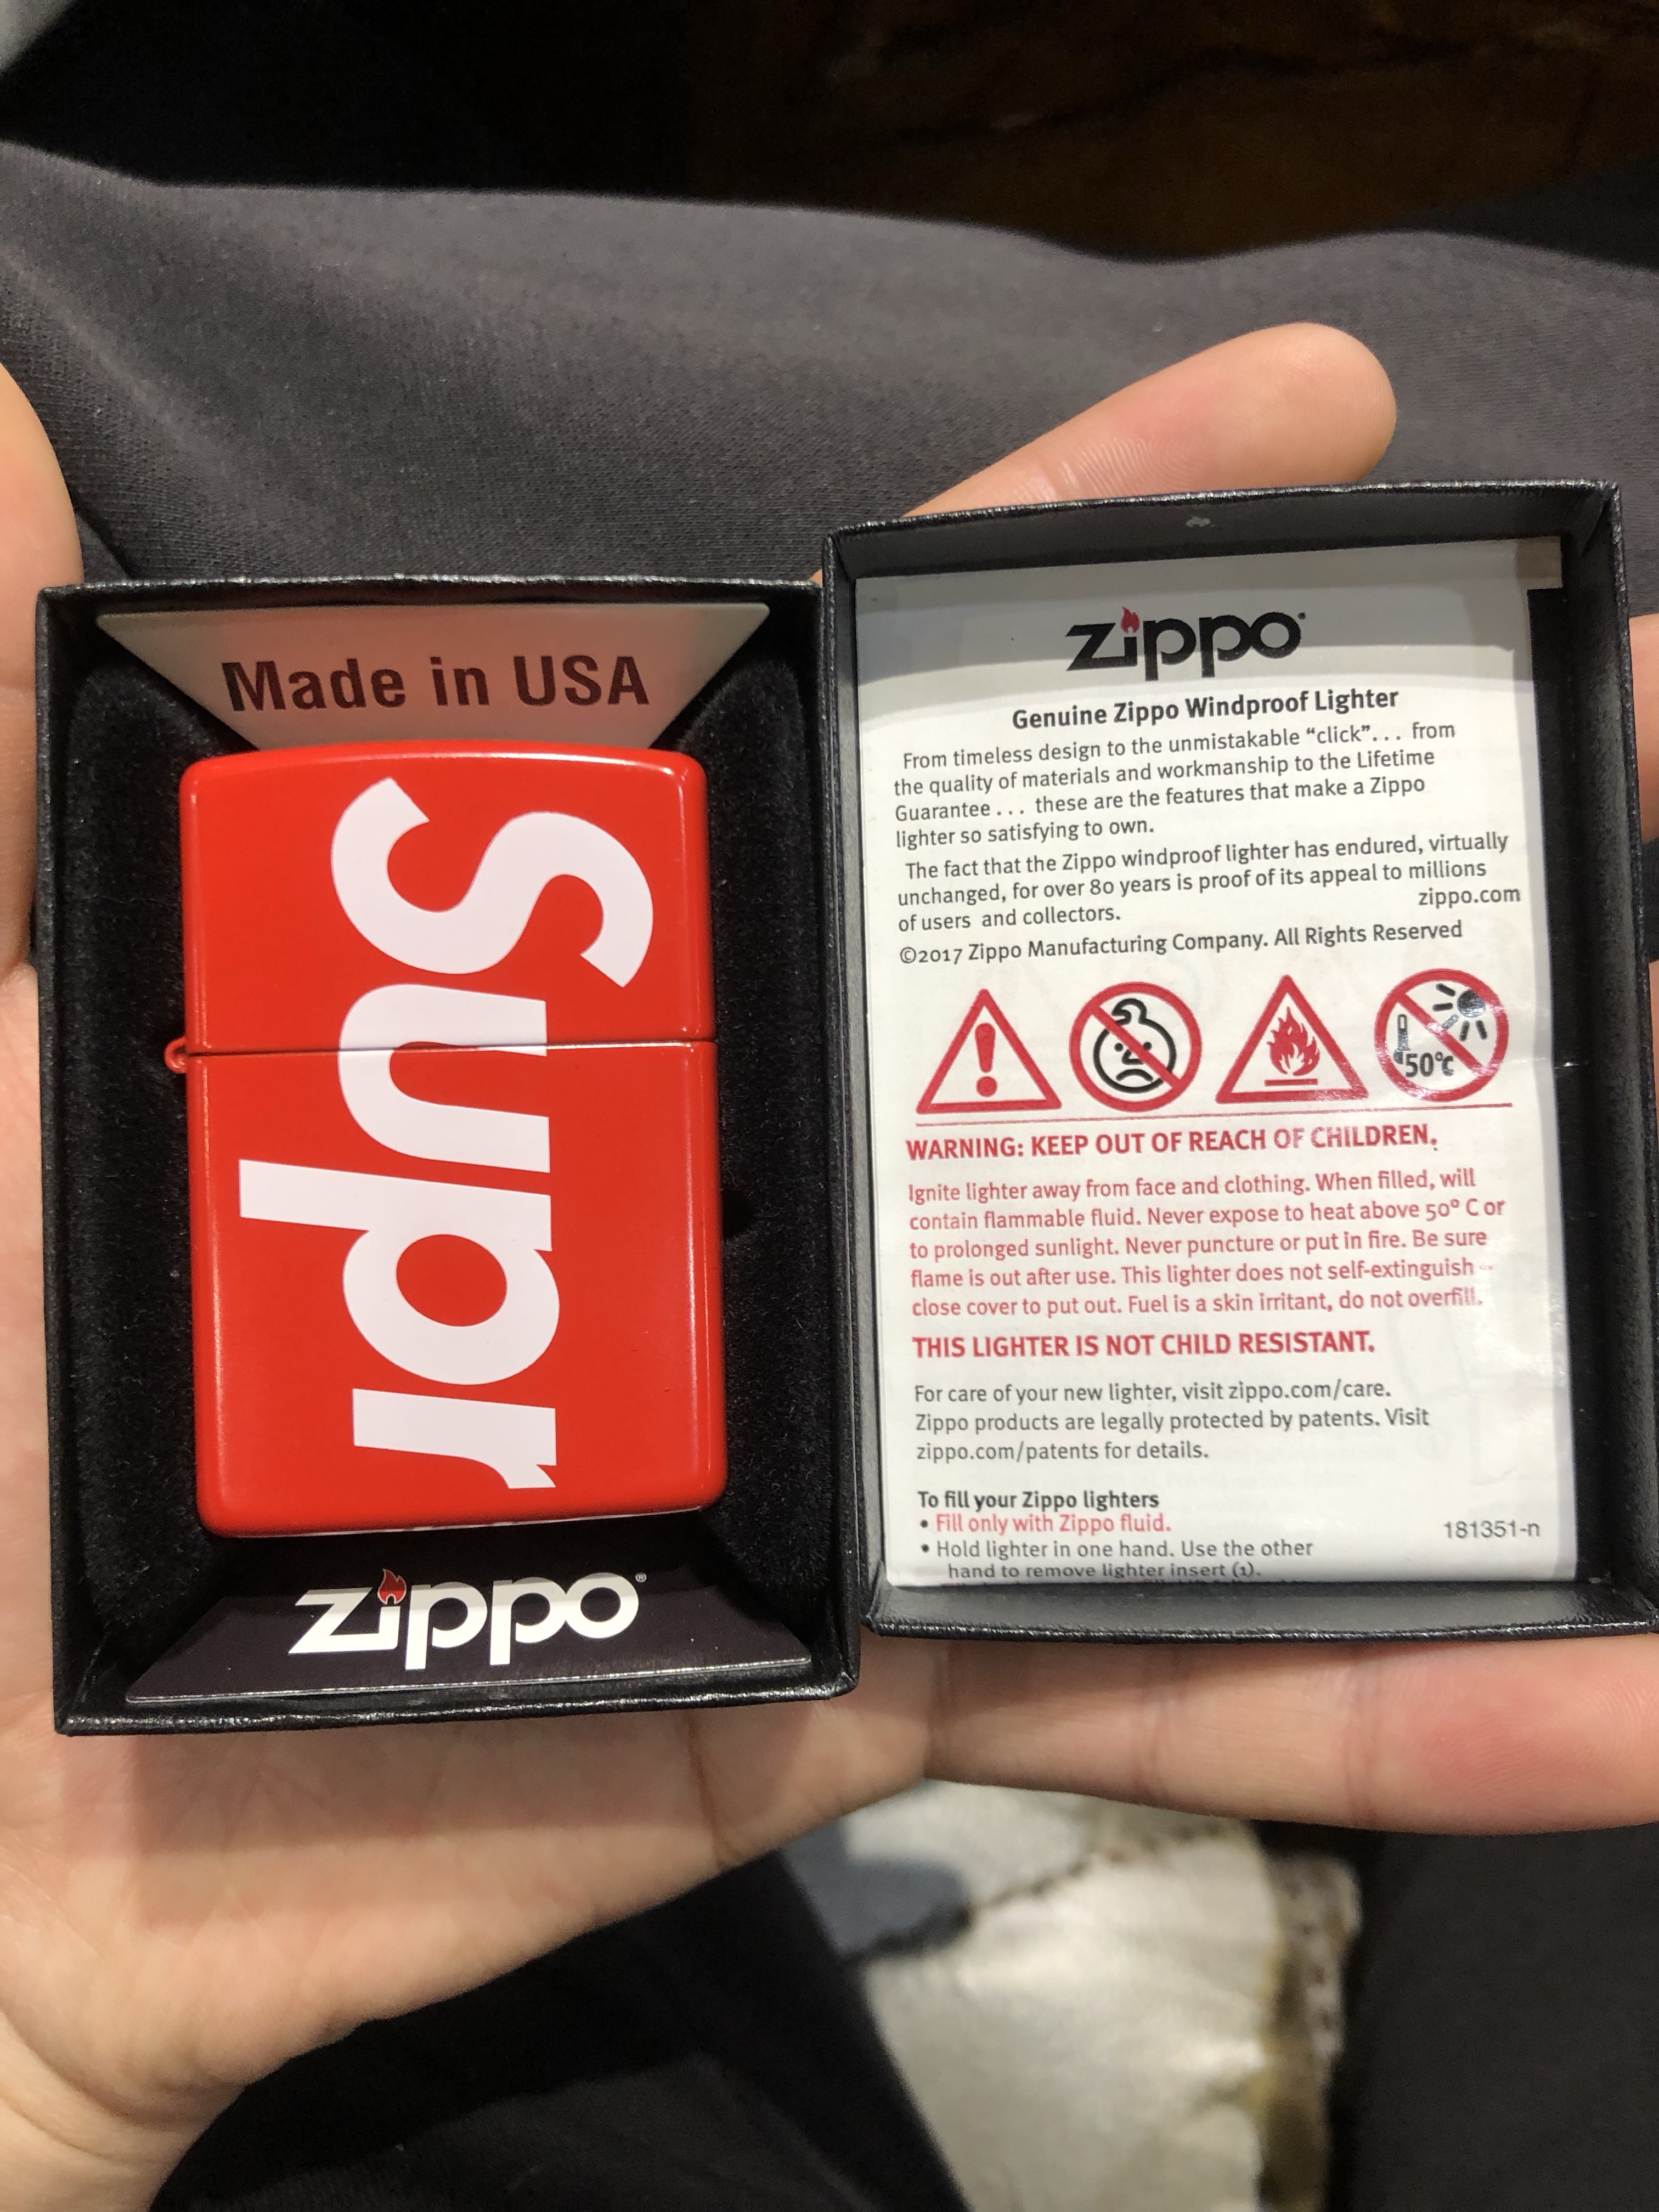 Made in USA
Supr
zippo®
zippo®
Genuine Zippo Windproof Lighter
From timeless design to the unmistakable “click”... from
the quality of materials and workmanship to the Lifetime
Guarantee... these are the features that make a Zippo
lighter so satisfying to own.
The fact that the Zippo windproof lighter has endured, virtually
unchanged, for over 80 years is proof of its appeal to millions
of users and collectors.
zippo.com
©2017 Zippo Manufacturing Company. All Rights Reserved
50°C
WARNING: KEEP OUT OF REACH OF CHILDREN.
Ignite lighter away from face and clothing. When filled, will
contain flammable fluid. Never expose to heat above 50° C or
to prolonged sunlight. Never puncture or put in fire. Be sure
flame is out after use. This lighter does not self-extinguish --
close cover to put out. Fuel is a skin irritant, do not overfill.
THIS LIGHTER IS NOT CHILD RESISTANT.
For care of your new lighter, visit zippo.com/care.
Zippo products are legally protected by patents. Visit
zippo.com/patents for details.
To fill your Zippo lighters
• Fill only with Zippo fluid.
181351-n
• Hold lighter in one hand. Use the other
hand to remove lighter insert (1).